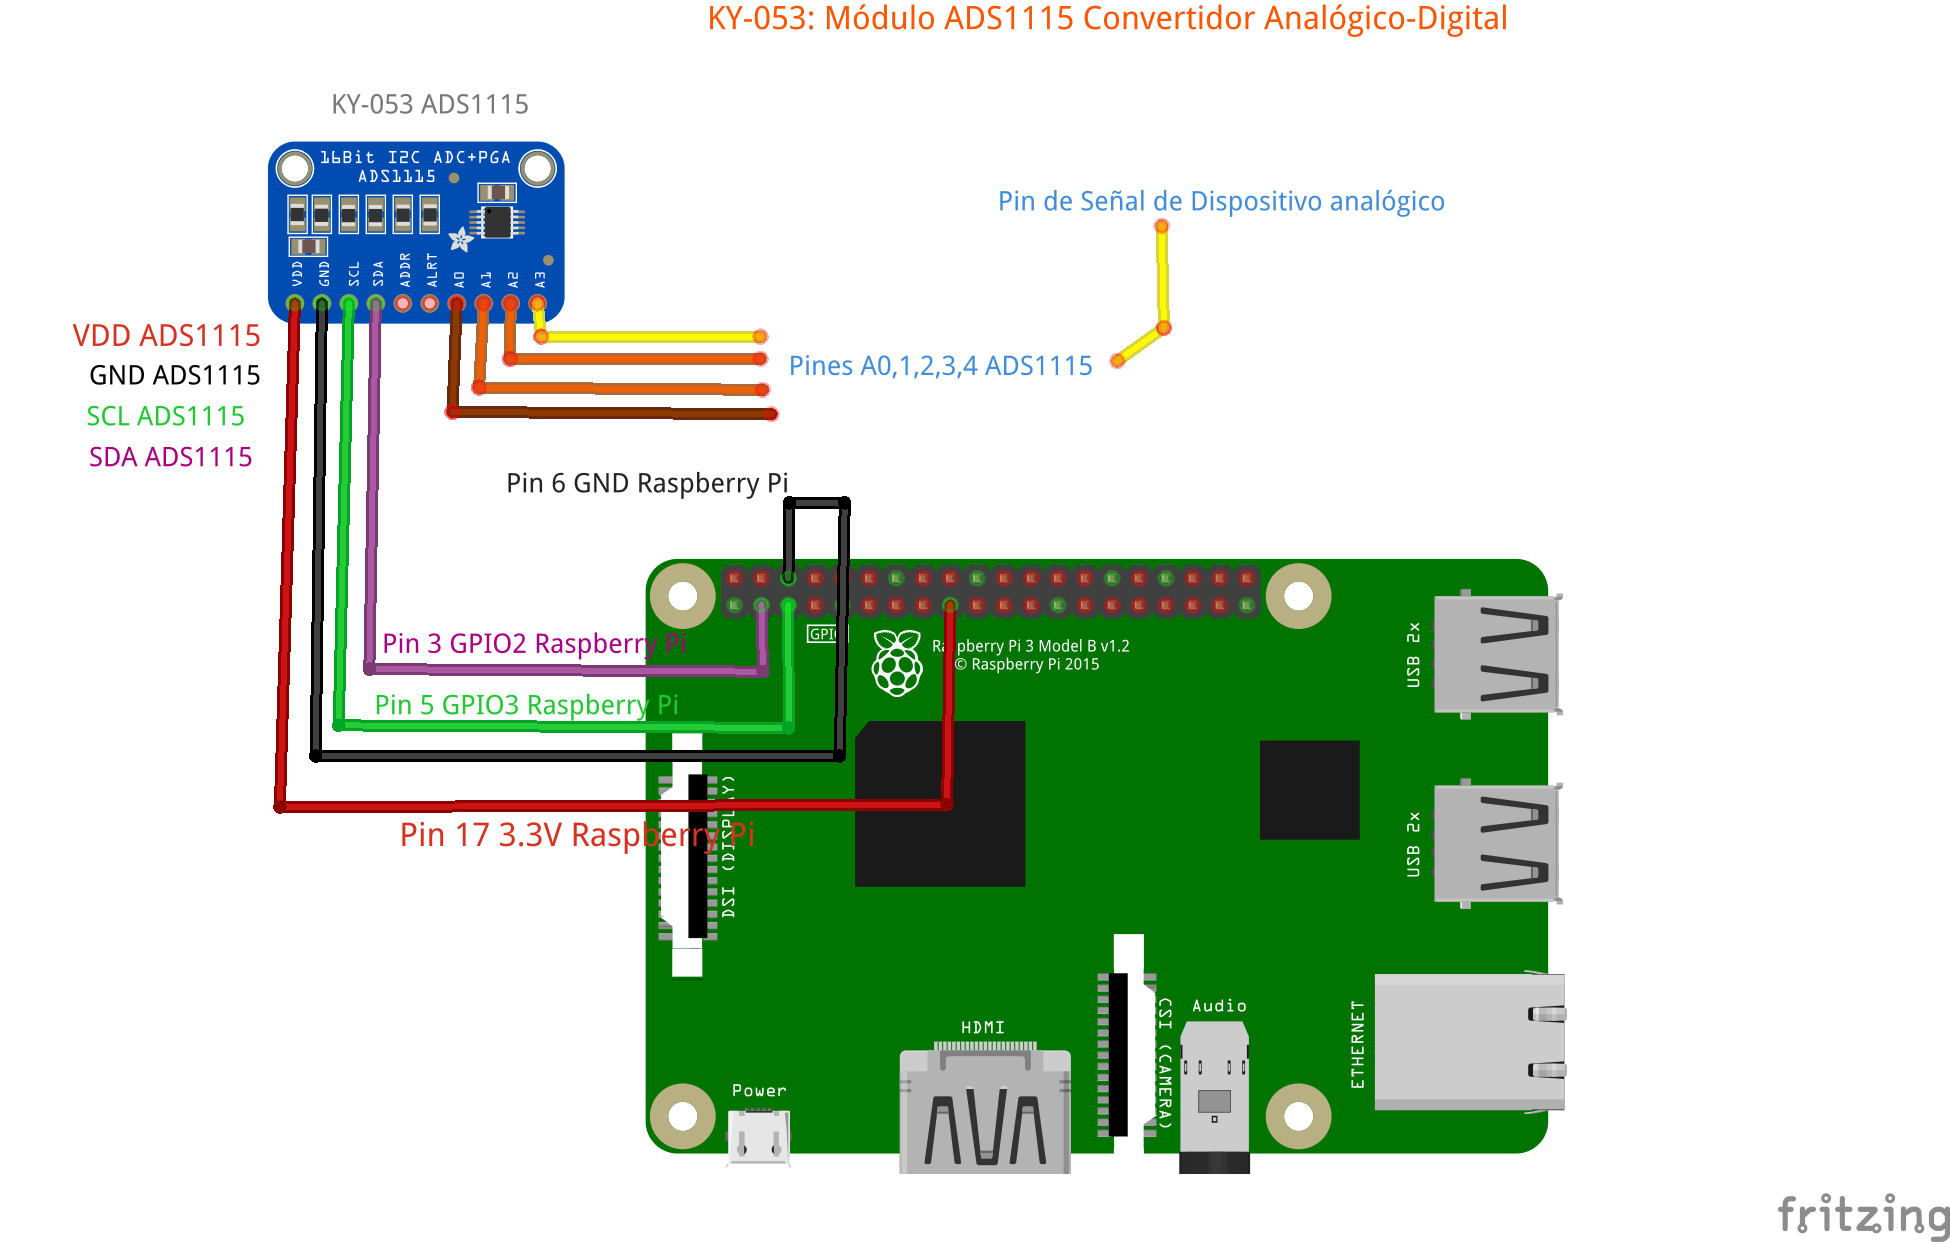 KY-053: Módulo ADS1115 Convertidor Analógico-Digital
KY-053 ADS1115
16Bit I2C ADC+PGA
ADS1115
VDD
GND
SCL
SDA
ADDR
ALRT
A0
A1
A2
A3
Pin de Señal de Dispositivo analógico
VDD ADS1115
GND ADS1115
SCL ADS1115
SDA ADS1115
Pines A0,1,2,3,4 ADS1115
Pin 6 GND Raspberry Pi
GPIO
Raspberry Pi 3 Model B v1.2
© Raspberry Pi 2015
Pin 3 GPIO2 Raspberry Pi
Pin 5 GPIO3 Raspberry Pi
Pin 17 3.3V Raspberry Pi
DSI (DISPLAY)
USB 2x
USB 2x
HDMI
CSI (CAMERA)
Audio
ETHERNET
Power
fritzing